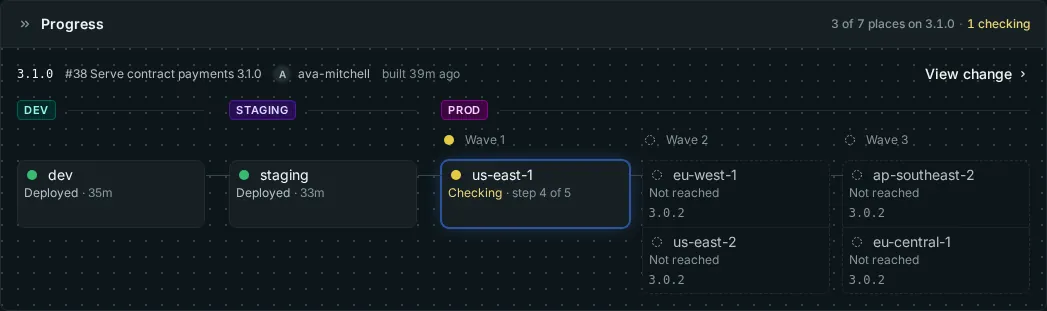 Progress
3 of 7 places on 3.1.0 · 1 checking
3.1.0 #38 Serve contract payments 3.1.0 A ava-mitchell built 39m ago
View change ›
DEV
STAGING
PROD
Wave 1
Wave 2
Wave 3
dev
Deployed · 35m
staging
Deployed · 33m
us-east-1
Checking · step 4 of 5
eu-west-1
Not reached
3.0.2
us-east-2
Not reached
3.0.2
ap-southeast-2
Not reached
3.0.2
eu-central-1
Not reached
3.0.2